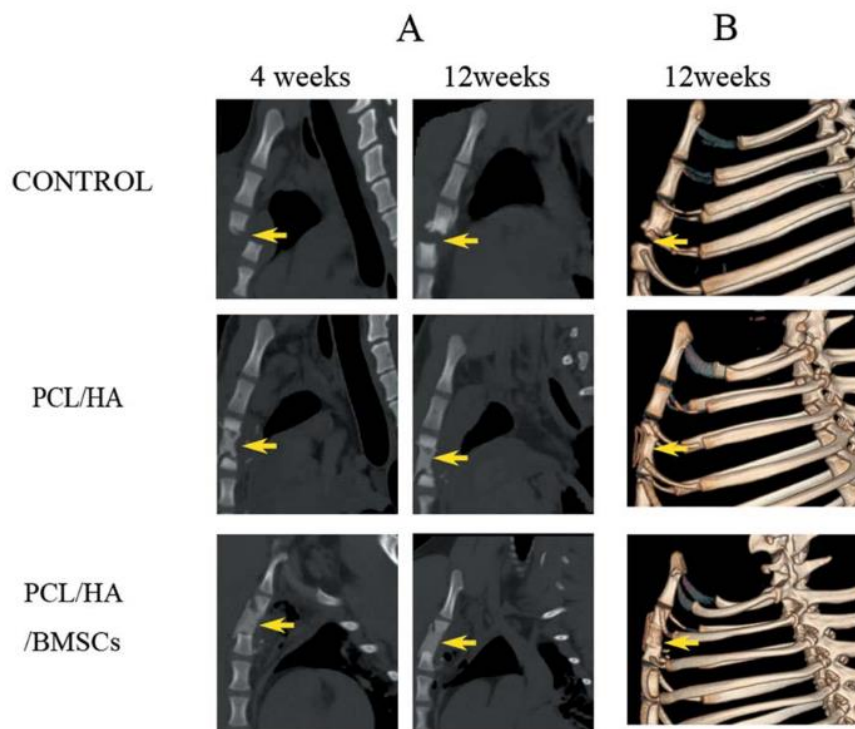 A
B
4 weeks
12weeks
12weeks
CONTROL
PCL/HA
PCL/HA
/BMSCs